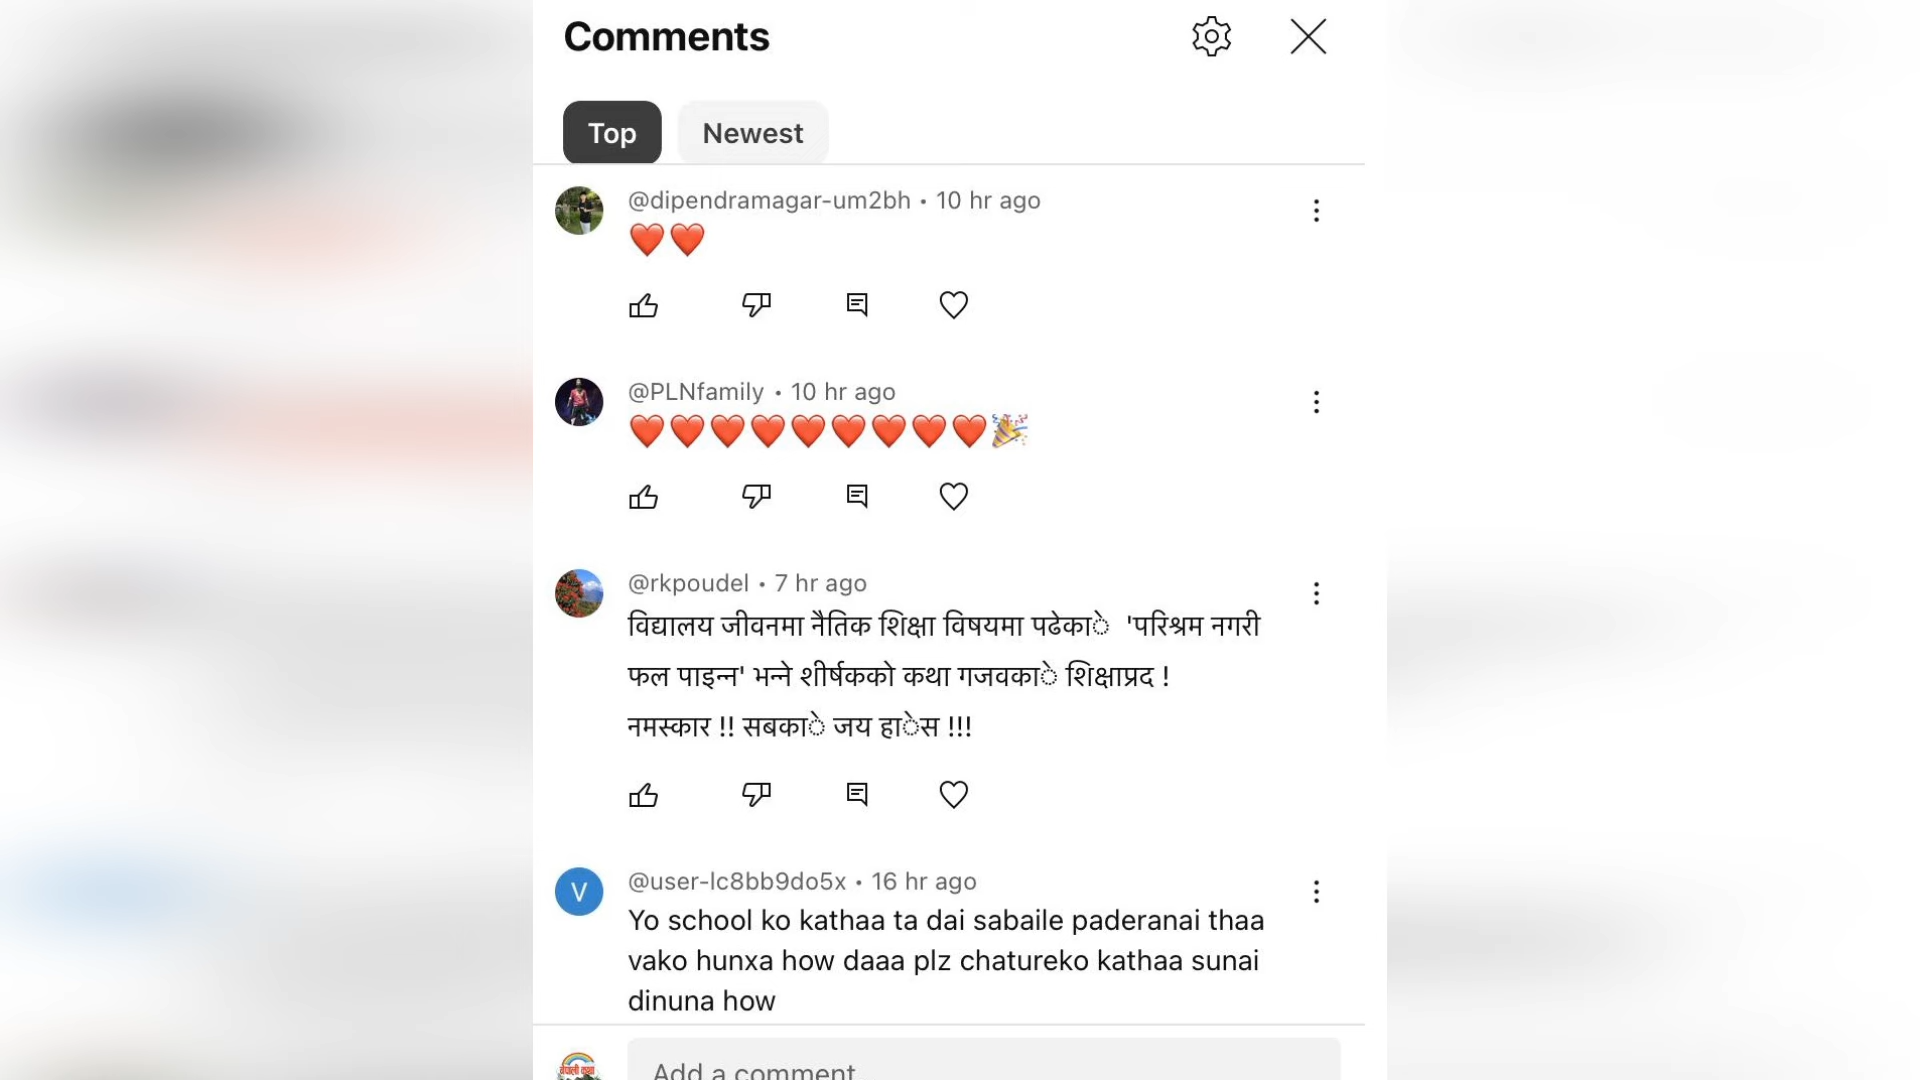 Comments
Top Newest
@dipendramagar-um2bh • 10 hr ago
❤️❤️
@PLNfamily • 10 hr ago
❤️❤️❤️❤️❤️❤️❤️❤️❤️🎉
@rkpoudel • 7 hr ago
विद्यालय जीवनमा नैतिक शिक्षा विषयमा पढेकाे 'परिश्रम नगरी
फल पाइन्न' भन्ने शीर्षकको कथा गजवकाे शिक्षाप्रद !
नमस्कार !! सबकाे जय हाेस !!!
V
@user-lc8bb9do5x • 16 hr ago
Yo school ko kathaa ta dai sabaile paderanai thaa
vako hunxa how daaa plz chatureko kathaa sunai
dinuna how
नेपाली कथा
Add a comment